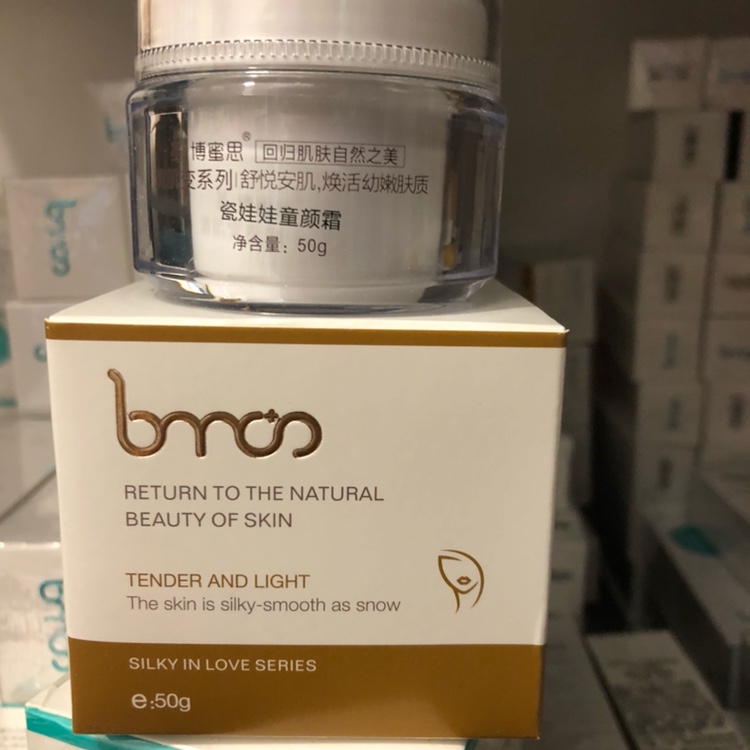 博蜜思® 回归肌肤自然之美
变系列 舒悦安肌,焕活幼嫩肤质
瓷娃娃童颜霜
净含量：50g
bmcs
RETURN TO THE NATURAL
BEAUTY OF SKIN
TENDER AND LIGHT
The skin is silky-smooth as snow
SILKY IN LOVE SERIES
e:50g